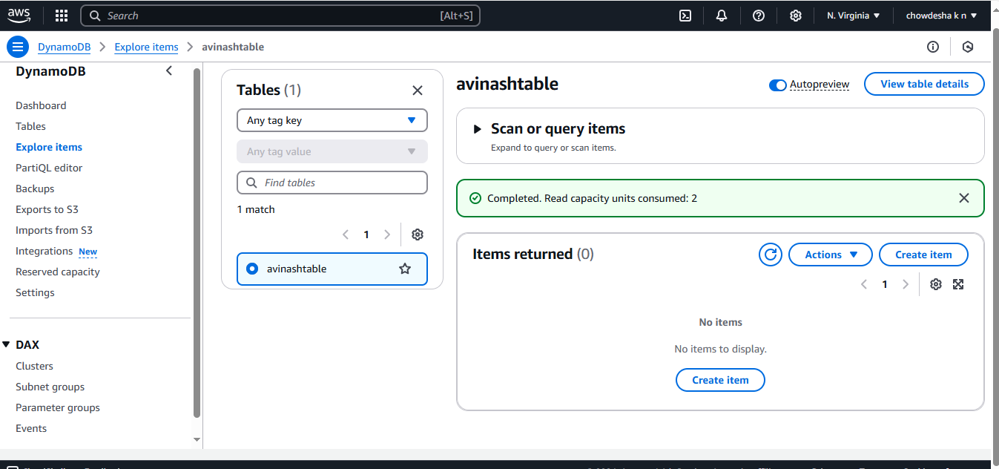 aws
Search [Alt+S]
N. Virginia
chowdesha k n
DynamoDB
Explore items
avinashtable
DynamoDB
Dashboard
Tables
Explore items
PartiQL editor
Backups
Exports to S3
Imports from S3
Integrations New
Reserved capacity
Settings
DAX
Clusters
Subnet groups
Parameter groups
Events
Tables (1)
Any tag key
Any tag value
Find tables
1 match
1
avinashtable
avinashtable
Autopreview
View table details
Scan or query items
Expand to query or scan items.
Completed. Read capacity units consumed: 2
Items returned (0)
Actions
Create item
1
No items
No items to display.
Create item